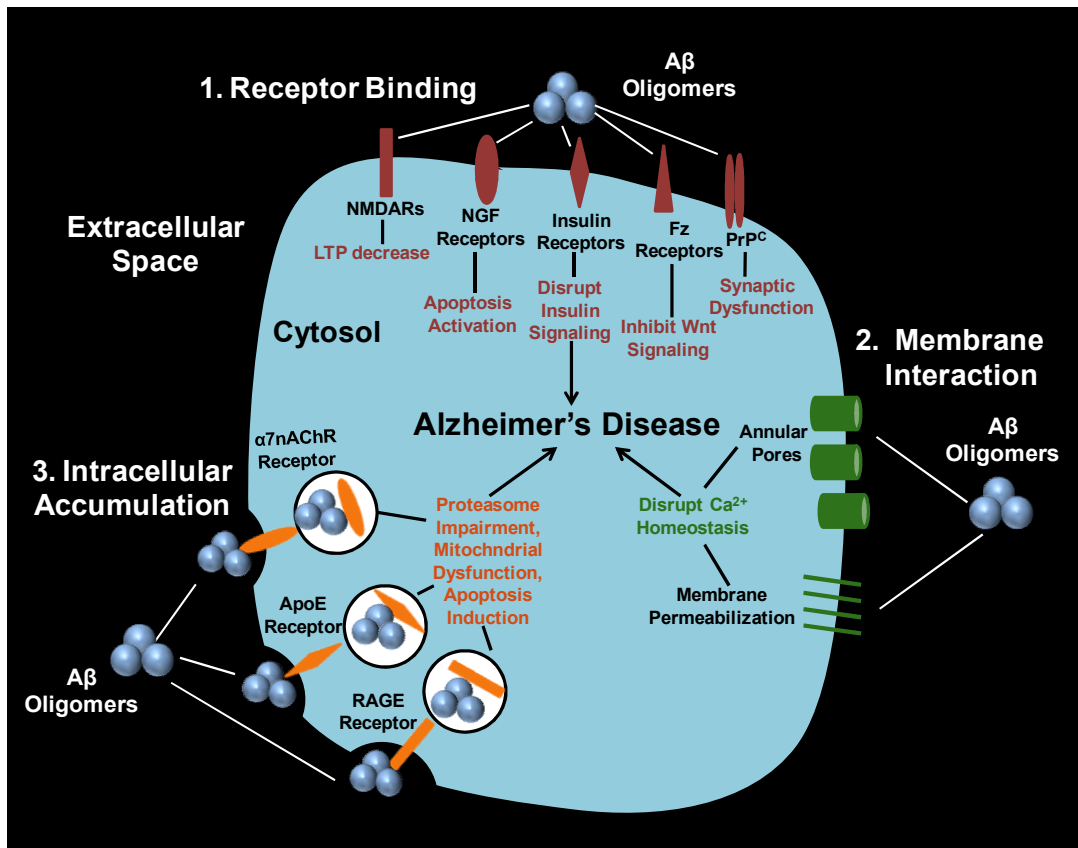 1. Receptor Binding
Aβ
Oligomers
Extracellular
Space
NMDARs
LTP decrease
NGF
Receptors
Apoptosis
Activation
Insulin
Receptors
Disrupt
Insulin
Signaling
Fz
Receptors
Inhibit Wnt
Signaling
PrPᶜ
Synaptic
Dysfunction
Cytosol
2. Membrane
Interaction
Alzheimer's Disease
Annular
Pores
Aβ
Oligomers
Disrupt Ca²⁺
Homeostasis
Membrane
Permeabilization
3. Intracellular
Accumulation
α7nAChR
Receptor
Proteasome
Impairment,
Mitochndrial
Dysfunction,
Apoptosis
Induction
ApoE
Receptor
RAGE
Receptor
Aβ
Oligomers